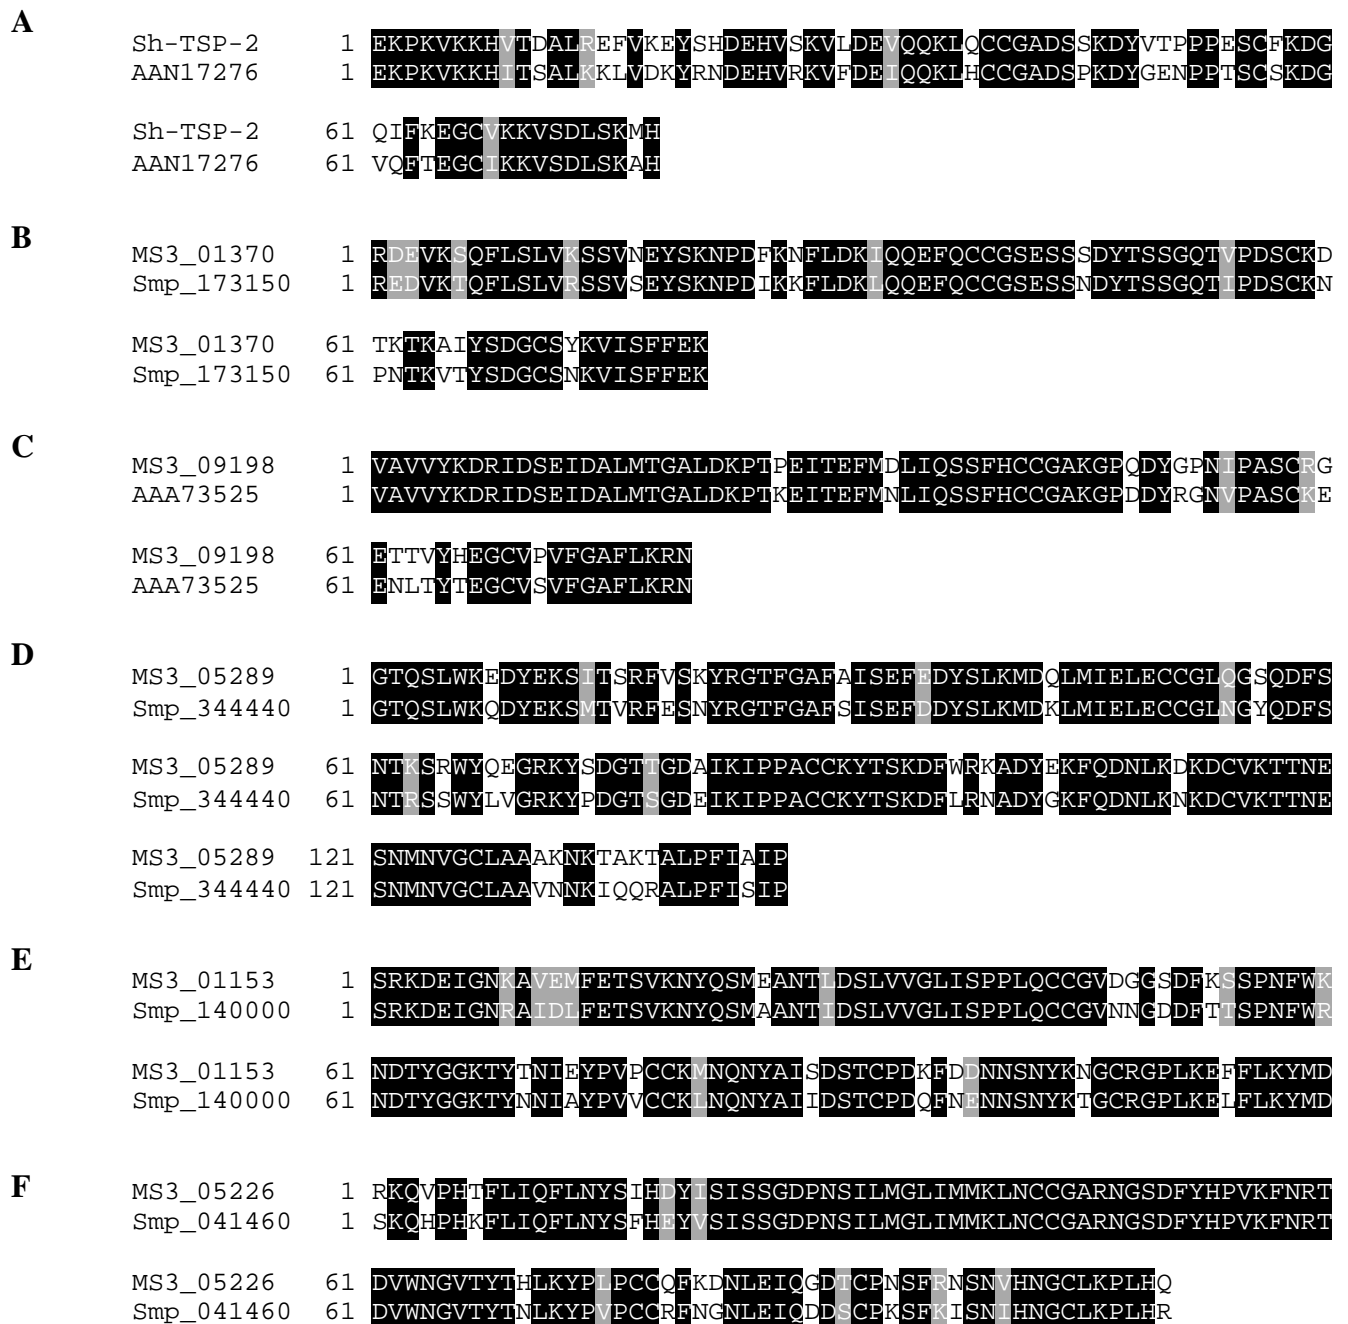 A
Sh-TSP-2 1 EKPKVKKHVTDALREFVKEYSHDEHVSKVLDEVQQKLQCCGADSSKDYVTPPPESCFKDG
AAN17276 1 EKPKVKKHITSALKKLVDKYRNDEHVRKVFDEIQQKLHCCGADSPKDYGENPPTSCSKDG
Sh-TSP-2 61 QIFKEGCVKKVSDLSKMH
AAN17276 61 VQFTEGCIKKVSDLSKAH
B
MS3_01370 1 RDEVKSQFLSLVKSSVNEYSKNPDFKNFLDKIQQEFQCCGSESSSDYTSSGQTVPDSCKD
Smp_173150 1 REDVKTQFLSLVRSSVSEYSKNPDIKKFLDKLQQEFQCCGSESSNDYTSSGQTIPDSCKN
MS3_01370 61 TKTKAIYSDGCSYKVISFFEK
Smp_173150 61 PNTKVTYSDGCSNKVISFFEK
C
MS3_09198 1 VAVVYKDRIDSEIDALMTGALDKPTPEITEFMDLIQSSFHCCGAKGPQDYGPNIPASCRG
AAA73525 1 VAVVYKDRIDSEIDALMTGALDKPTKEITEFMNLIQSSFHCCGAKGPDDYRGNVPASCKE
MS3_09198 61 ETTVYHEGCVPVFGAFLKRN
AAA73525 61 ENLTYTEGCVSVFGAFLKRN
D
MS3_05289 1 GTQSLWKEDYEKSITSRFVSKYRGTFGAFAISEFEDYSLKMDQLMIELECCGLQGSQDFS
Smp_344440 1 GTQSLWKQDYEKSMTVRFESNYRGTFGAFSISEFDDYSLKMDKLMIELECCGLNGYQDFS
MS3_05289 61 NTKSRWYQEGRKYSDGTTGDAIKIPPACCKYTSKDFWRKADYEKFQDNLKDKDCVKTTNE
Smp_344440 61 NTRSSWYLVGRKYPDGTSGDEIKIPPACCKYTSKDFLRNADYGKFQDNLKNKDCVKTTNE
MS3_05289 121 SNMNVGCLAAAKNKTAKTALPFIAIP
Smp_344440 121 SNMNVGCLAAVNNKIQQRALPFISIP
E
MS3_01153 1 SRKDEIGNKAVEMFETSVKNYQSMEANTLDSLVVGLISPPLQCCGVDGGSDFKSSPNFWK
Smp_140000 1 SRKDEIGNRAIDLFETSVKNYQSMAANTIDSLVVGLISPPLQCCGVNNGDDFTTSPNFWR
MS3_01153 61 NDTYGGKTYTNIEYPVPCCKMNQNYAISDSTCPDKFDDNNSNYKNGCRGPLKEFFLKYMD
Smp_140000 61 NDTYGGKTYNNIAYPVVCCKLNQNYAIIDSTCPDQFNENNSNYKTGCRGPLKELFLKYMD
F
MS3_05226 1 RKQVPHTFLIQFLNYSIHDYISISSGDPNSILMGLIMMKLNCCGARNGSDFYHPVKFNRT
Smp_041460 1 SKQHPHKFLIQFLNYSFHEYVSISSGDPNSILMGLIMMKLNCCGARNGSDFYHPVKFNRT
MS3_05226 61 DVWNGVTYTHLKYPLPCCQFKDNLEIQGDTCPNSFRNSNVHNGCLKPLHQ
Smp_041460 61 DVWNGVTYTNLKYPVPCCRFNGNLEIQDDSCPKSFKISNIHNGCLKPLHR